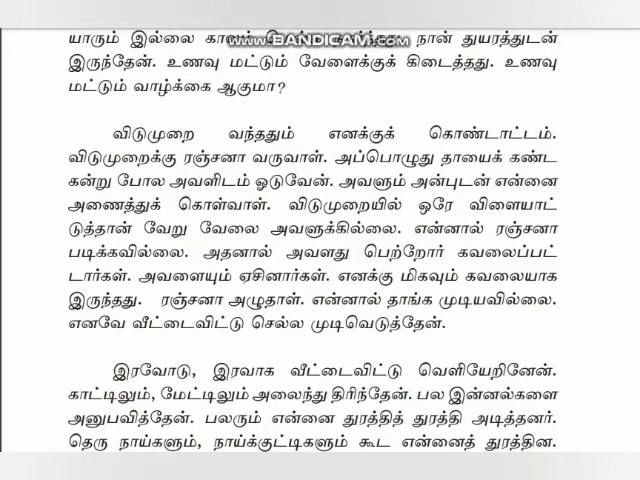 யாரும் இல்லை நான் துயரத்துடன்
www.BANDICAM.com
இருந்தேன். உணவு மட்டும் வேளைக்குக் கிடைத்தது. உணவு
மட்டும் வாழ்க்கை ஆகுமா?
விடுமுறை வந்ததும் எனக்குக் கொண்டாட்டம்.
விடுமுறைக்கு ரஞ்சனா வருவாள். அப்பொழுது தாயைக் கண்ட
கன்று போல அவளிடம் ஓடுவேன். அவளும் அன்புடன் என்னை
அணைத்துக் கொள்வாள். விடுமுறையில் ஒரே விளையாட்
டுத்தான் வேறு வேலை அவளுக்கில்லை. என்னால் ரஞ்சனா
படிக்கவில்லை. அதனால் அவளது பெற்றோர் கவலைப்பட்
டார்கள். அவளையும் ஏசினார்கள். எனக்கு மிகவும் கவலையாக
இருந்தது. ரஞ்சனா அழுதாள். என்னால் தாங்க முடியவில்லை.
எனவே வீட்டைவிட்டு செல்ல முடிவெடுத்தேன்.
இரவோடு, இரவாக வீட்டைவிட்டு வெளியேறினேன்.
காட்டிலும், மேட்டிலும் அலைந்து திரிந்தேன். பல இன்னல்களை
அனுபவித்தேன். பலரும் என்னை துரத்தித் துரத்தி அடித்தனர்.
தெரு நாய்களும், நாய்க்குட்டிகளும் கூட என்னைத் துரத்தின.